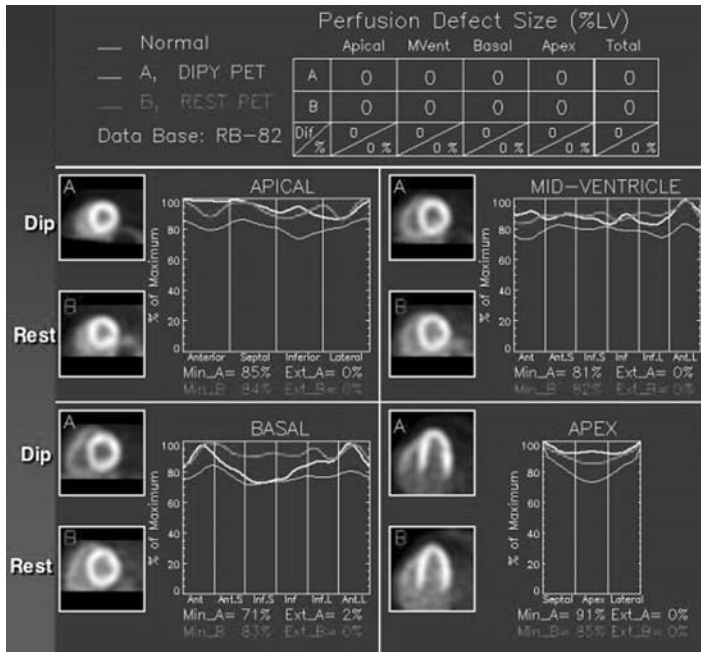 Perfusion Defect Size (%LV)
Normal
A, DIPY PET
B, REST PET
Data Base: RB-82
Apical MVent Basal Apex Total
A 0 0 0 0 0
B 0 0 0 0 0
Dif % 0 0 % 0 0 % 0 0 % 0 0 % 0 0 %
Dip
A
APICAL
% of Maximum
100
80
60
40
20
0
Rest
B
Anterior Septal Inferior Lateral
Min_A= 85% Ext_A= 0%
Min_B= 84% Ext_B= 0%
A
MID-VENTRICLE
% of Maximum
100
80
60
40
20
0
B
Ant Ant.S Inf.S Inf Inf.L Ant.L
Min_A= 81% Ext_A= 0%
Min_B= 82% Ext_B= 0%
Dip
A
BASAL
% of Maximum
100
80
60
40
20
0
Rest
B
Ant Ant.S Inf.S Inf Inf.L Ant.L
Min_A= 71% Ext_A= 2%
Min_B= 83% Ext_B= 0%
A
APEX
% of Maximum
100
80
60
40
20
0
B
Septal Apex Lateral
Min_A= 91% Ext_A= 0%
Min_B= 85% Ext_B= 0%